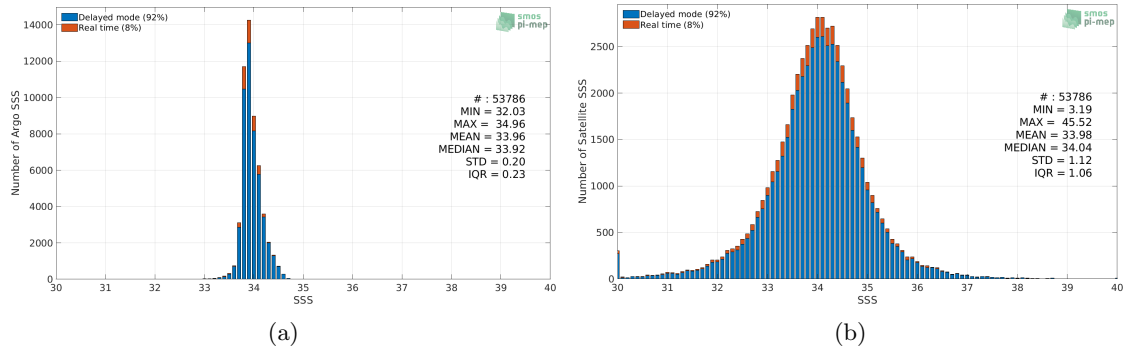 Delayed mode (92%)
Real time (8%)
smos
pi-mep
Number of Argo SSS
14000
12000
10000
8000
6000
4000
2000
0
# : 53786
MIN = 32.03
MAX = 34.96
MEAN = 33.96
MEDIAN = 33.92
STD = 0.20
IQR = 0.23
30 31 32 33 34 35 36 37 38 39 40
SSS
(a)
Delayed mode (92%)
Real time (8%)
smos
pi-mep
Number of Satellite SSS
2500
2000
1500
1000
500
0
# : 53786
MIN = 3.19
MAX = 45.52
MEAN = 33.98
MEDIAN = 34.04
STD = 1.12
IQR = 1.06
30 31 32 33 34 35 36 37 38 39 40
SSS
(b)